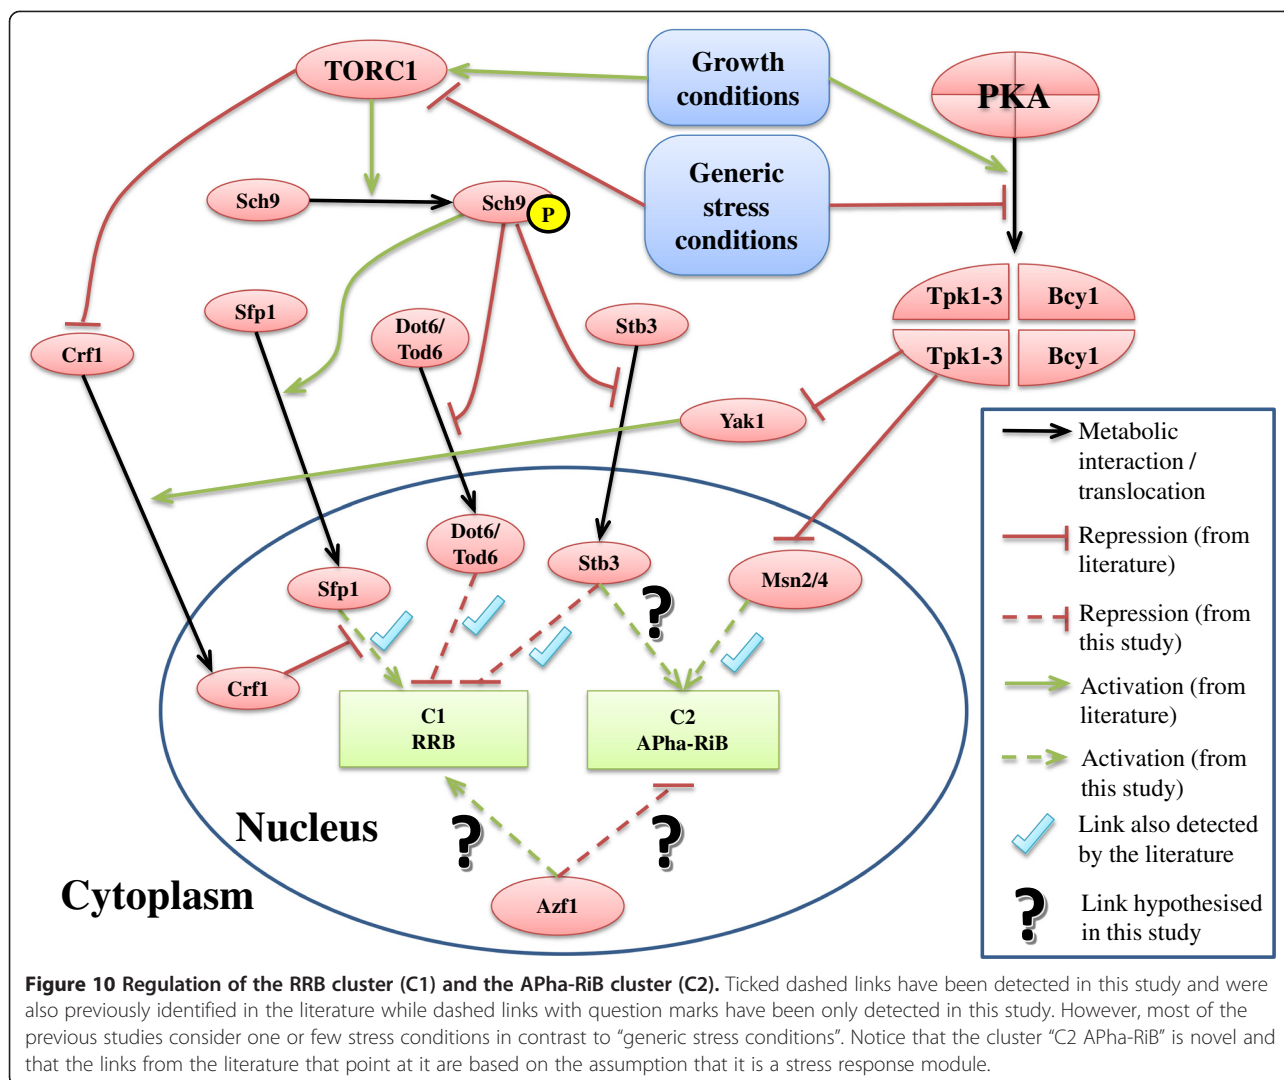 TORC1
Growth
conditions
PKA
Generic
stress
conditions
Sch9
Sch9
P
Tpk1-3
Bcy1
Tpk1-3
Bcy1
Sfp1
Dot6/
Tod6
Stb3
Crf1
Yak1
Dot6/
Tod6
Stb3
Msn2/4
Sfp1
?
Crf1
C1
RRB
C2
APha-RiB
Nucleus
?
?
Cytoplasm
Azf1
Metabolic
interaction /
translocation
Repression (from
literature)
Repression (from
this study)
Activation (from
literature)
Activation (from
this study)
Link also detected
by the literature
?
Link hypothesised
in this study
Figure 10 Regulation of the RRB cluster (C1) and the APha-RiB cluster (C2). Ticked dashed links have been detected in this study and were
also previously identified in the literature while dashed links with question marks have been only detected in this study. However, most of the
previous studies consider one or few stress conditions in contrast to “generic stress conditions”. Notice that the cluster “C2 APha-RiB” is novel and
that the links from the literature that point at it are based on the assumption that it is a stress response module.